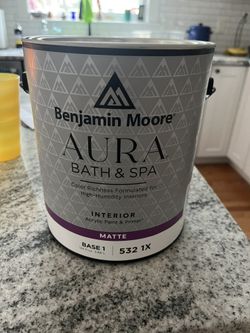 Benjamin Moore
AURA
BATH & SPA
Color Richness Formulated for
High-Humidity Interiors
INTERIOR
Acrylic Paint & Primer
MATTE
BASE 1
532 1X